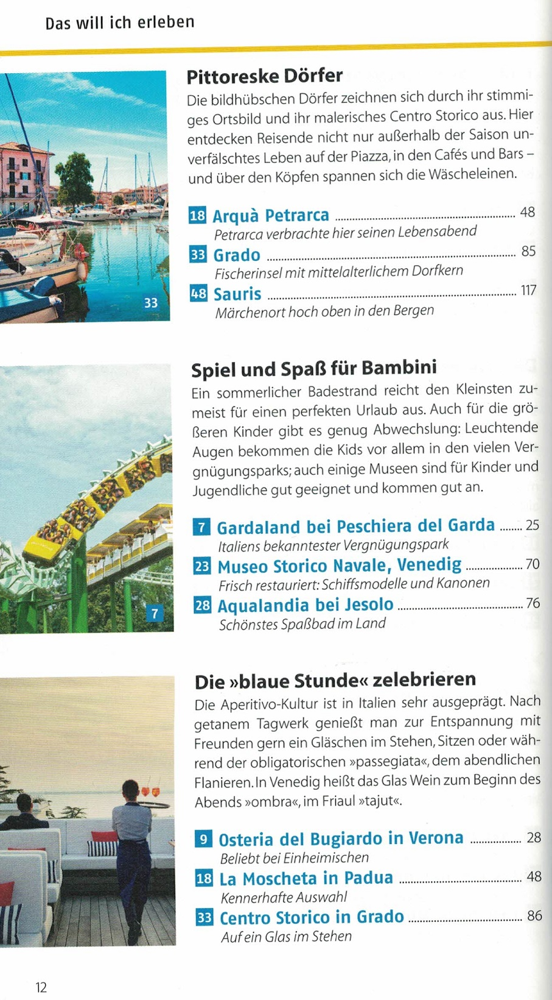 Das will ich erleben
Pittoreske Dörfer
Die bildhübschen Dörfer zeichnen sich durch ihr stimmi-
ges Ortsbild und ihr malerisches Centro Storico aus. Hier
entdecken Reisende nicht nur außerhalb der Saison un-
verfälschtes Leben auf der Piazza, in den Cafés und Bars –
und über den Köpfen spannen sich die Wäscheleinen.
18 Arquà Petrarca ........................................ 48
Petrarca verbrachte hier seinen Lebensabend
33 Grado ........................................ 85
Fischerinsel mit mittelalterlichem Dorfkern
48 Sauris ........................................ 117
Märchenort hoch oben in den Bergen
33
Spiel und Spaß für Bambini
Ein sommerlicher Badestrand reicht den Kleinsten zu-
meist für einen perfekten Urlaub aus. Auch für die grö-
ßeren Kinder gibt es genug Abwechslung: Leuchtende
Augen bekommen die Kids vor allem in den vielen Ver-
gnügungsparks; auch einige Museen sind für Kinder und
Jugendliche gut geeignet und kommen gut an.
7 Gardaland bei Peschiera del Garda ........ 25
Italiens bekanntester Vergnügungspark
23 Museo Storico Navale, Venedig .................... 70
Frisch restauriert: Schiffsmodelle und Kanonen
28 Aqualandia bei Jesolo ........................................ 76
Schönstes Spaßbad im Land
7
Die »blaue Stunde« zelebrieren
Die Aperitivo-Kultur ist in Italien sehr ausgeprägt. Nach
getanem Tagwerk genießt man zur Entspannung mit
Freunden gern ein Gläschen im Stehen, Sitzen oder wäh-
rend der obligatorischen »passegiata«, dem abendlichen
Flanieren. In Venedig heißt das Glas Wein zum Beginn des
Abends »ombra«, im Friaul »tajut«.
9 Osteria del Bugiardo in Verona .................. 28
Beliebt bei Einheimischen
18 La Moscheta in Padua ........................................ 48
Kennerhafte Auswahl
33 Centro Storico in Grado ..................................... 86
Auf ein Glas im Stehen
12